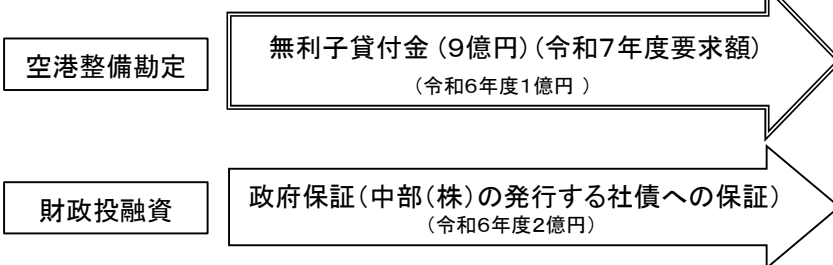 空港整備勘定
無利子貸付金（９億円）（令和７年度要求額）
（令和６年度１億円 ）
財政投融資
政府保証（中部（株）の発行する社債への保証）
（令和６年度２億円）